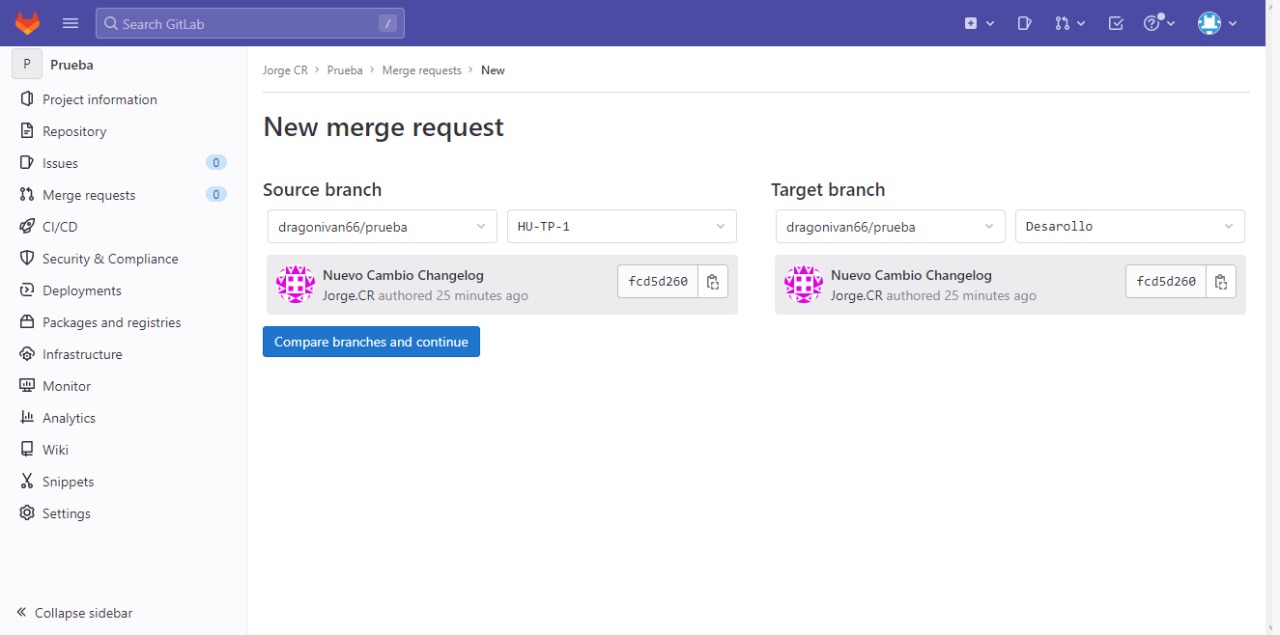 Search GitLab /
P Prueba
Project information
Repository
Issues 0
Merge requests 0
CI/CD
Security & Compliance
Deployments
Packages and registries
Infrastructure
Monitor
Analytics
Wiki
Snippets
Settings
Collapse sidebar
Jorge CR > Prueba > Merge requests > New
New merge request
Source branch
dragonivan66/prueba HU-TP-1
Nuevo Cambio Changelog
Jorge.CR authored 25 minutes ago
fcd5d260
Target branch
dragonivan66/prueba Desarollo
Nuevo Cambio Changelog
Jorge.CR authored 25 minutes ago
fcd5d260
Compare branches and continue